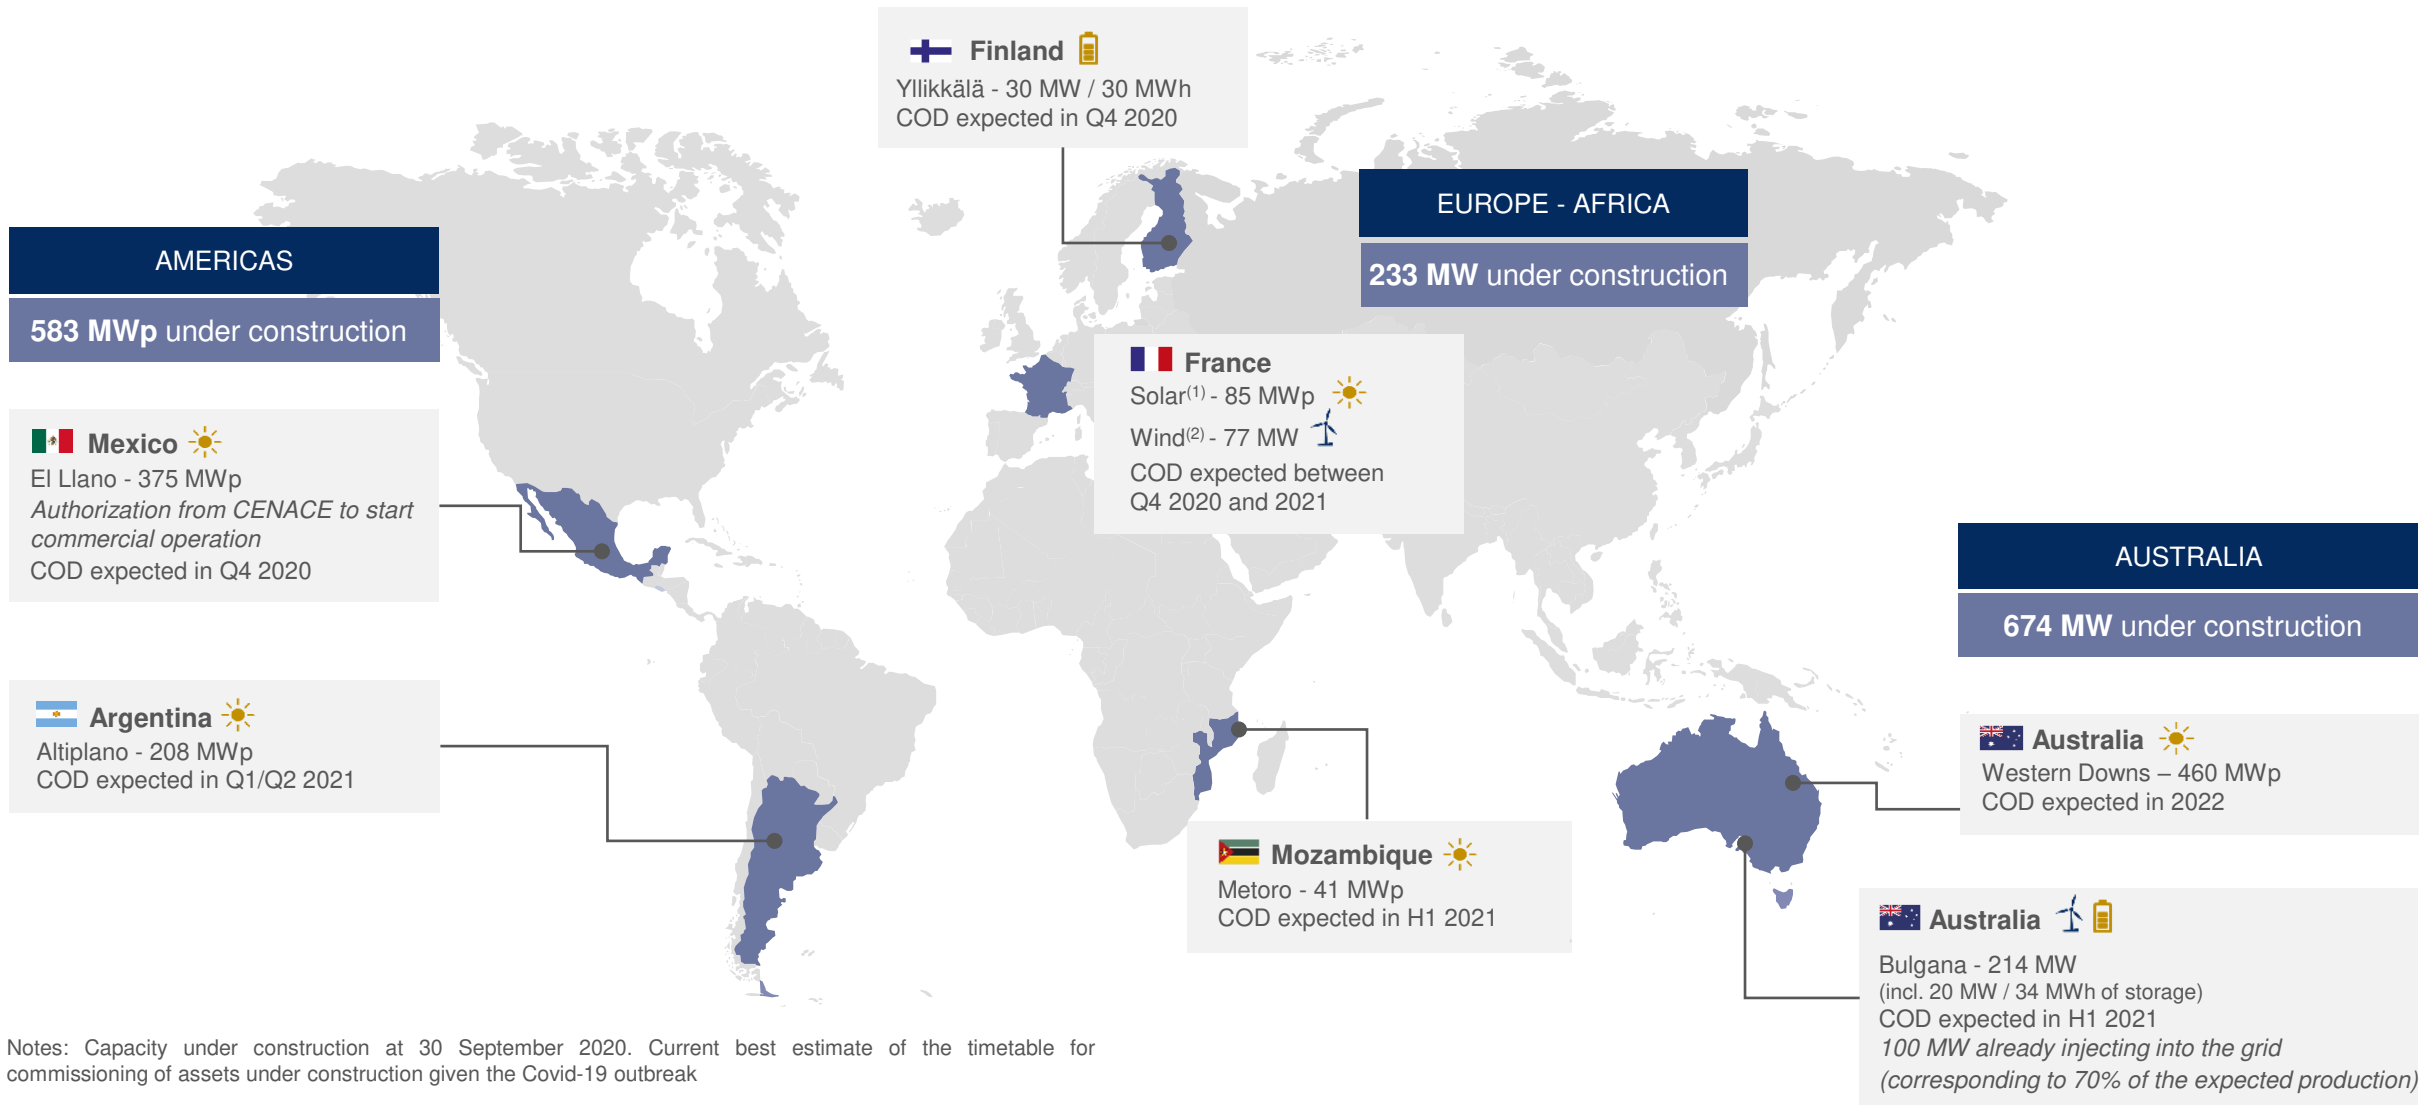 Finland
Yllikkälä - 30 MW / 30 MWh
COD expected in Q4 2020
EUROPE - AFRICA
233 MW under construction
AMERICAS
583 MWp under construction
France
Solar(1) - 85 MWp
Wind(2) - 77 MW
COD expected between
Q4 2020 and 2021
Mexico
El Llano - 375 MWp
Authorization from CENACE to start
commercial operation
COD expected in Q4 2020
AUSTRALIA
674 MW under construction
Argentina
Altiplano - 208 MWp
COD expected in Q1/Q2 2021
Australia
Western Downs – 460 MWp
COD expected in 2022
Mozambique
Metoro - 41 MWp
COD expected in H1 2021
Australia
Bulgana - 214 MW
(incl. 20 MW / 34 MWh of storage)
COD expected in H1 2021
100 MW already injecting into the grid
(corresponding to 70% of the expected production)
Notes: Capacity under construction at 30 September 2020. Current best estimate of the timetable for
commissioning of assets under construction given the Covid-19 outbreak